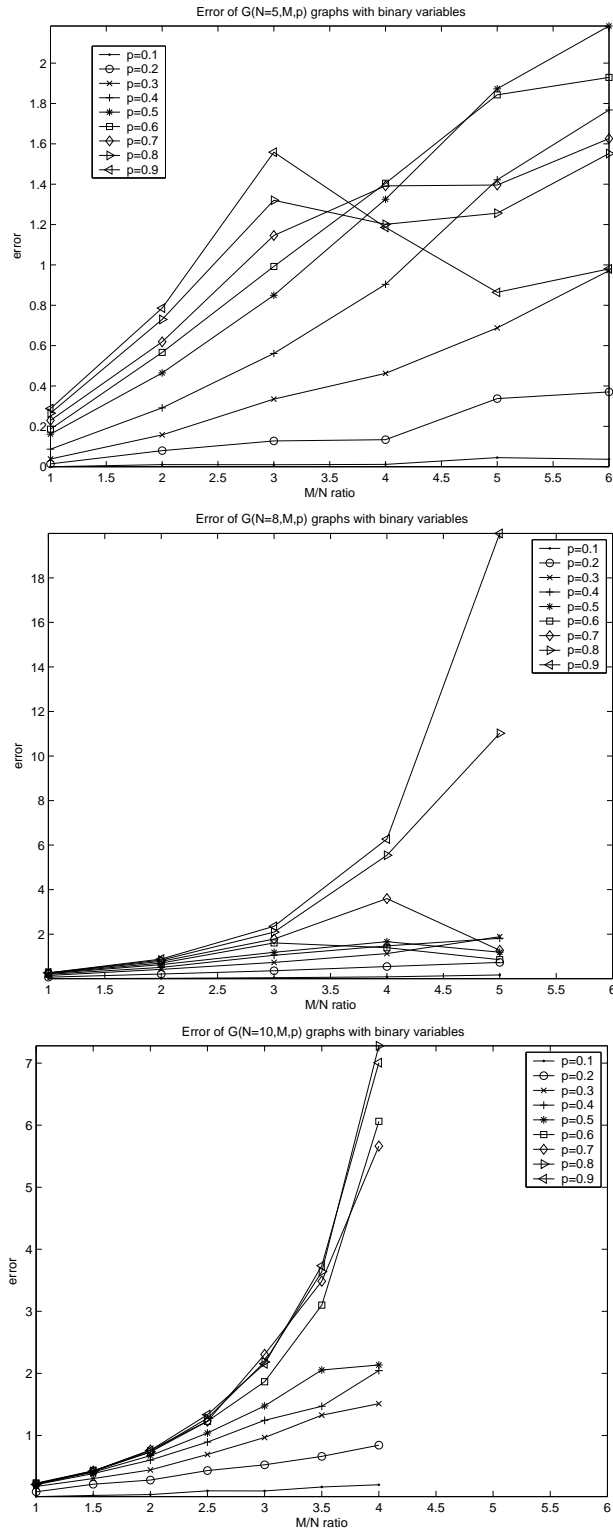 Error of G(N=5,M,p) graphs with binary variables
2
1.8
1.6
1.4
1.2
1
0.8
0.6
0.4
0.2
0
error
p=0.1
p=0.2
p=0.3
p=0.4
p=0.5
p=0.6
p=0.7
p=0.8
p=0.9
1 1.5 2 2.5 3 3.5 4 4.5 5 5.5 6
M/N ratio
Error of G(N=8,M,p) graphs with binary variables
18
16
14
12
10
8
6
4
2
error
p=0.1
p=0.2
p=0.3
p=0.4
p=0.5
p=0.6
p=0.7
p=0.8
p=0.9
1 1.5 2 2.5 3 3.5 4 4.5 5 5.5 6
M/N ratio
Error of G(N=10,M,p) graphs with binary variables
7
6
5
4
3
2
1
error
p=0.1
p=0.2
p=0.3
p=0.4
p=0.5
p=0.6
p=0.7
p=0.8
p=0.9
1 1.5 2 2.5 3 3.5 4 4.5 5 5.5 6
M/N ratio